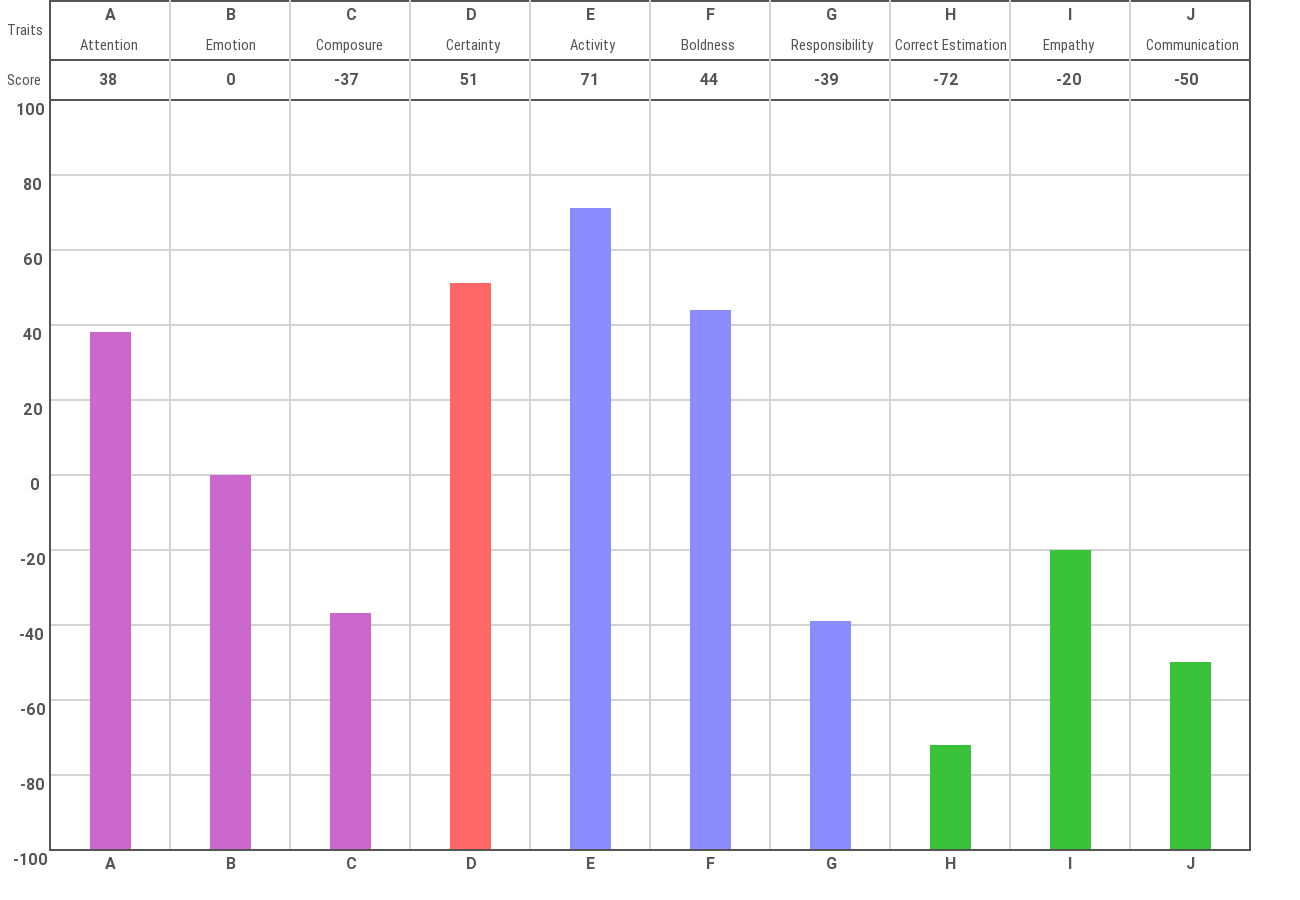 Traits A B C D E F G H I J
Attention Emotion Composure Certainty Activity Boldness Responsibility Correct Estimation Empathy Communication
Score 38 0 -37 51 71 44 -39 -72 -20 -50
100
80
60
40
20
0
-20
-40
-60
-80
-100
A B C D E F G H I J